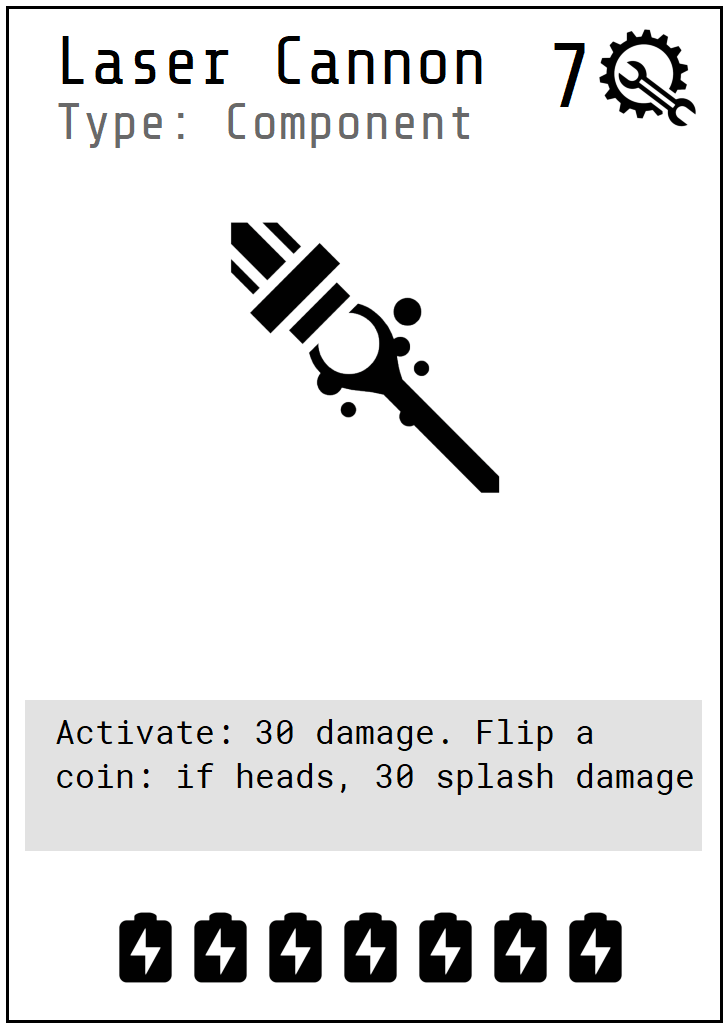 Laser Cannon 7
Type: Component
Activate: 30 damage. Flip a
coin: if heads, 30 splash damage